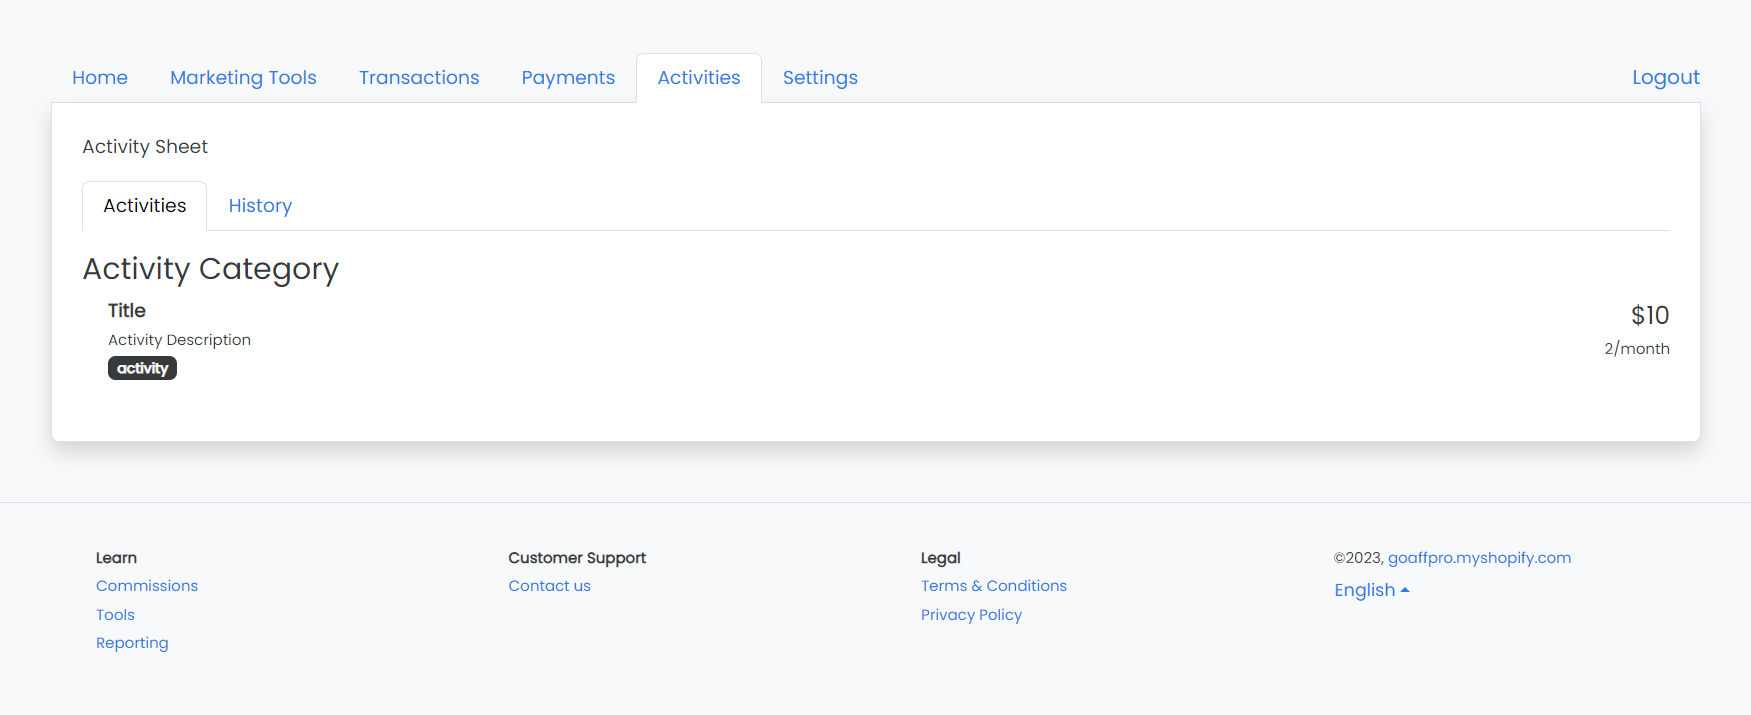 Home Marketing Tools Transactions Payments Activities Settings Logout
Activity Sheet
Activities History
Activity Category
Title
$10
Activity Description
2/month
activity
Learn
Commissions
Tools
Reporting
Customer Support
Contact us
Legal
Terms & Conditions
Privacy Policy
©2023, goaffpro.myshopify.com
English